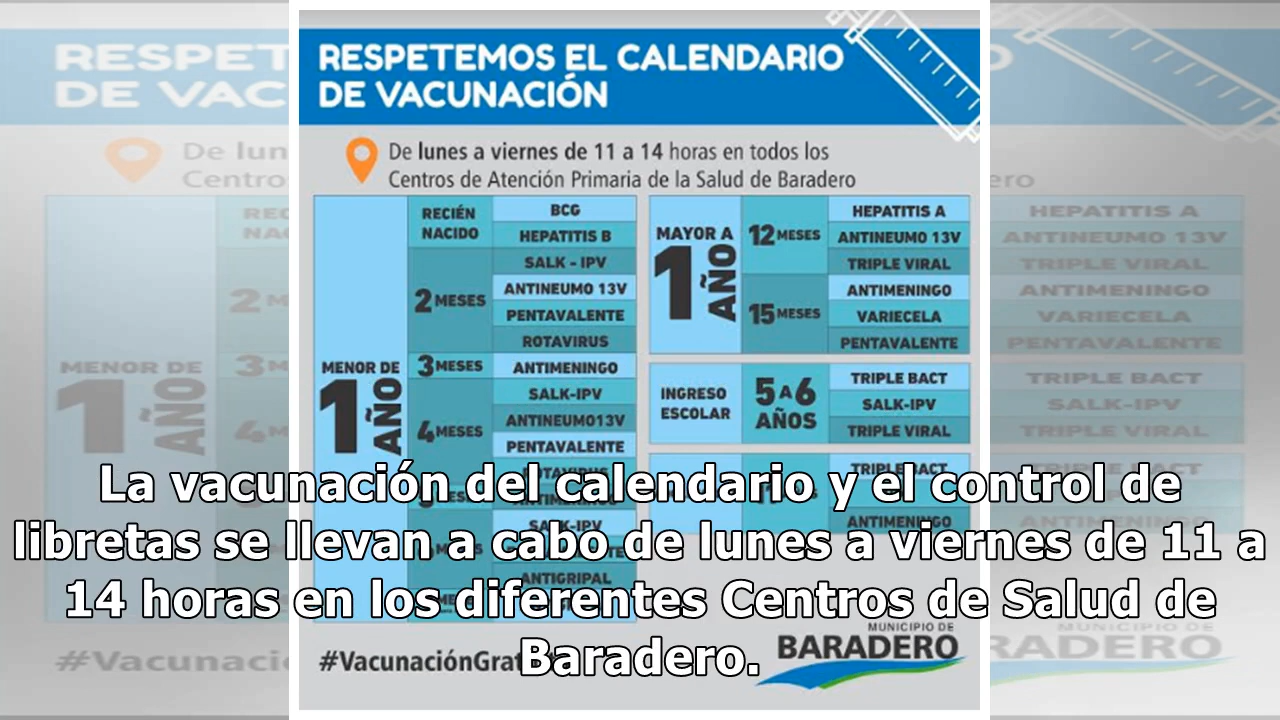 RESPETEMOS EL CALENDARIO
DE VACUNACIÓN
De lunes a viernes de 11 a 14 horas en todos los
Centros de Atención Primaria de la Salud de Baradero
MENOR DE
1 AÑO
RECIÉN
NACIDO
BCG
HEPATITIS B
2 MESES
SALK - IPV
ANTINEUMO 13V
PENTAVALENTE
ROTAVIRUS
3 MESES
ANTIMENINGO
4 MESES
SALK-IPV
ANTINEUMO13V
PENTAVALENTE
SALK-IPV
ANTIGRIPAL
MAYOR A
1 AÑO
12 MESES
HEPATITIS A
ANTINEUMO 13V
TRIPLE VIRAL
15 MESES
ANTIMENINGO
VARIECELA
PENTAVALENTE
INGRESO
ESCOLAR
5 A 6
AÑOS
TRIPLE BACT
SALK-IPV
TRIPLE VIRAL
TRIPLE BACT
ANTIMENINGO
La vacunación del calendario y el control de
libretas se llevan a cabo de lunes a viernes de 11 a
14 horas en los diferentes Centros de Salud de
Baradero.
MUNICIPIO DE
BARADERO